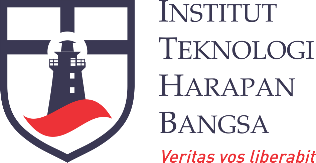 INSTITUT
TEKNOLOGI
HARAPAN
BANGSA
Veritas vos liberabit